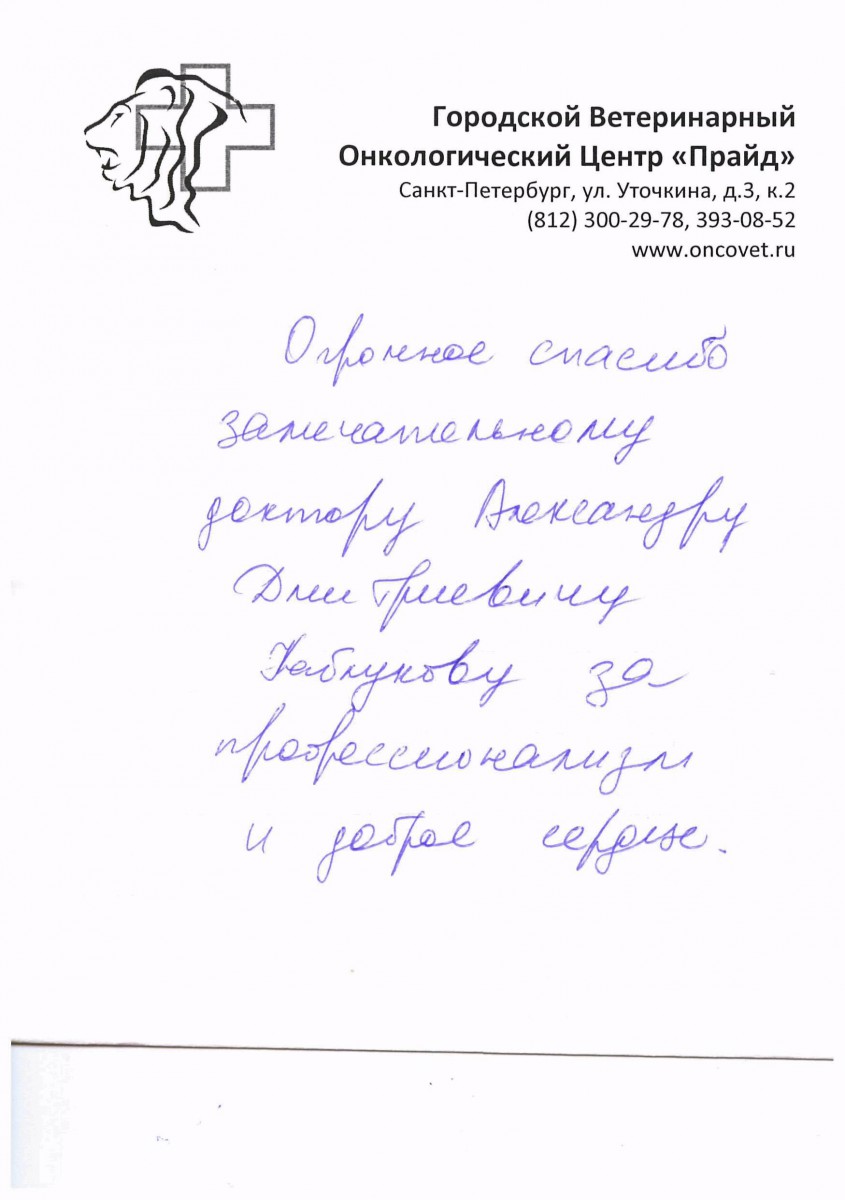 Городской Ветеринарный
Онкологический Центр «Прайд»
Санкт-Петербург, ул. Уточкина, д.3, к.2
(812) 300-29-78, 393-08-52
www.oncovet.ru
Огромное спасибо
замечательному
доктору Александру
Дмитриевичу
Каблукову за
профессионализм
и доброе сердце.